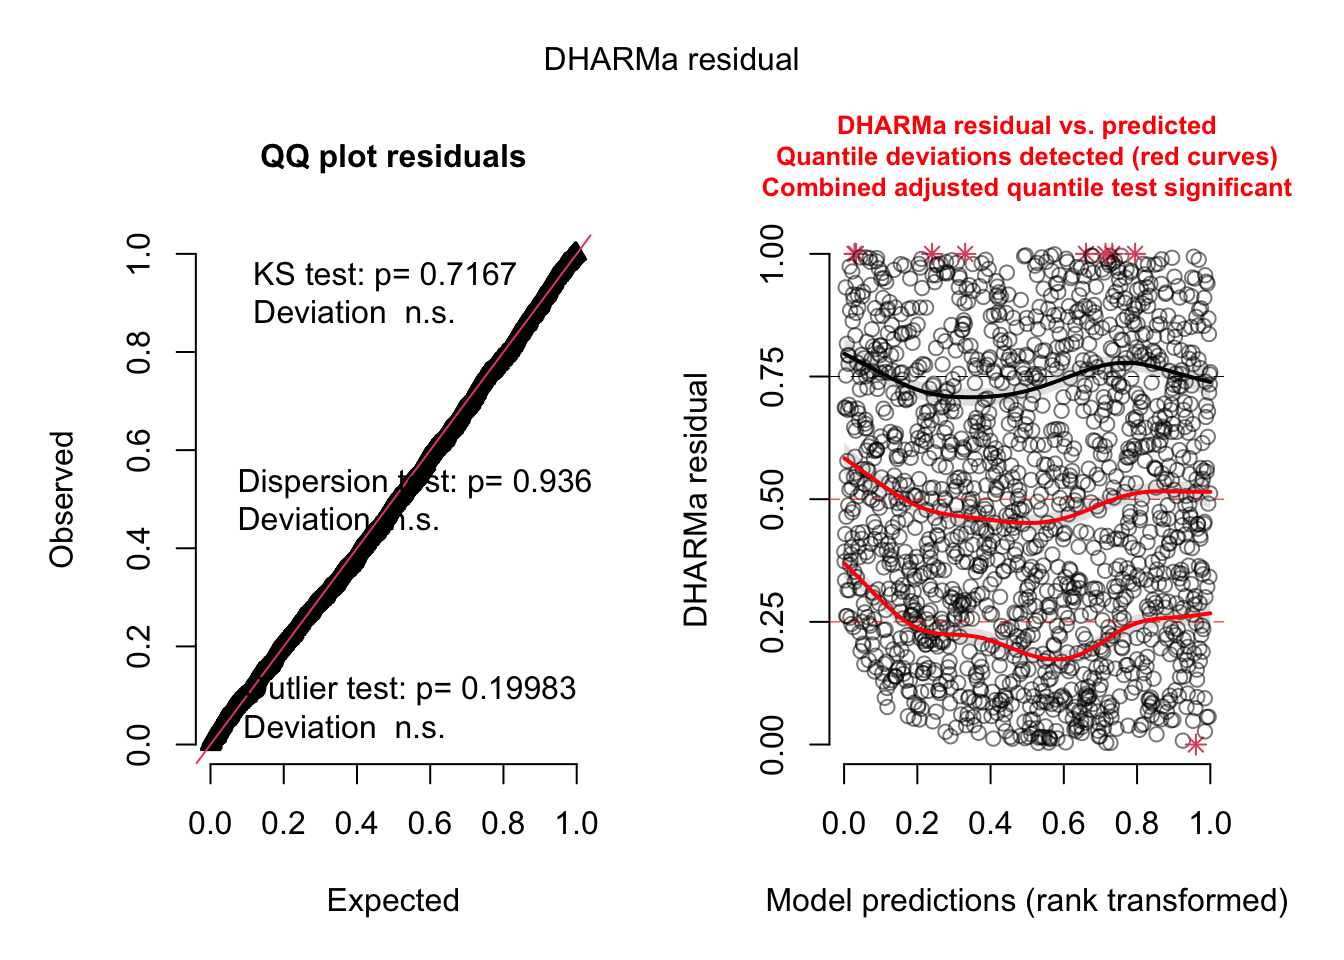 DHARMa residual
QQ plot residuals
KS test: p= 0.7167
Deviation n.s.
Dispersion test: p= 0.936
Deviation n.s.
Outlier test: p= 0.19983
Deviation n.s.
Observed
0.0 0.2 0.4 0.6 0.8 1.0
0.0 0.2 0.4 0.6 0.8 1.0
Expected
DHARMa residual vs. predicted
Quantile deviations detected (red curves)
Combined adjusted quantile test significant
DHARMa residual
0.00 0.25 0.50 0.75 1.00
0.0 0.2 0.4 0.6 0.8 1.0
Model predictions (rank transformed)